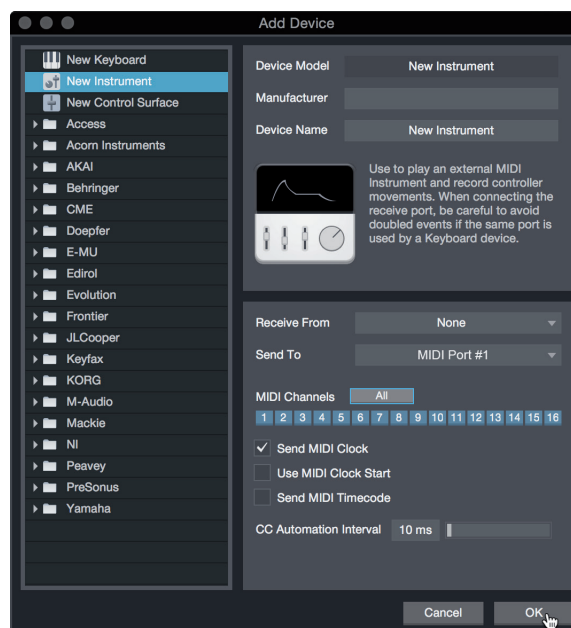 Add Device
New Keyboard
New Instrument
New Control Surface
Access
Acorn Instruments
AKAI
Behringer
CME
Doepfer
E-MU
Edirol
Evolution
Frontier
JLCooper
Keyfax
KORG
M-Audio
Mackie
NI
Peavey
PreSonus
Yamaha
Device Model New Instrument
Manufacturer
Device Name New Instrument
Use to play an external MIDI
Instrument and record controller
movements. When connecting the
receive port, be careful to avoid
doubled events if the same port is
used by a Keyboard device.
Receive From None
Send To MIDI Port #1
MIDI Channels All
1 2 3 4 5 6 7 8 9 10 11 12 13 14 15 16
Send MIDI Clock
Use MIDI Clock Start
Send MIDI Timecode
CC Automation Interval 10 ms
Cancel OK